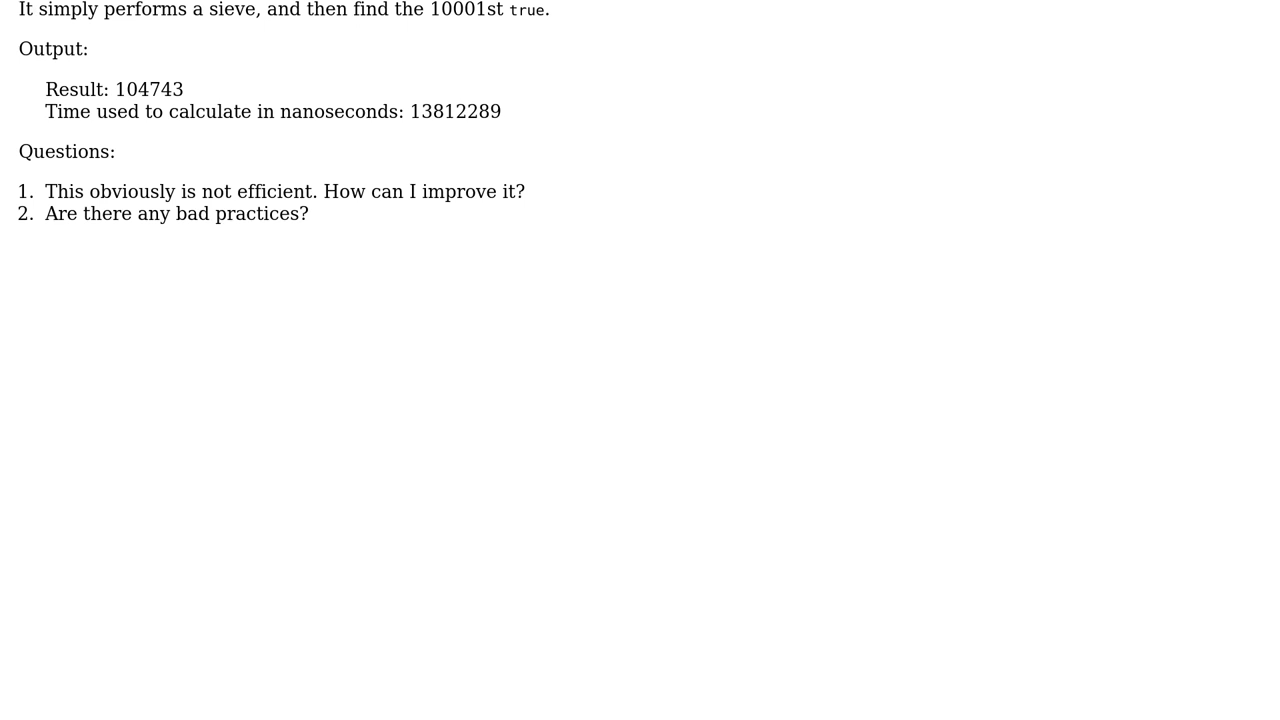 It simply performs a sieve, and then find the 10001st true.
Output:
Result: 104743
Time used to calculate in nanoseconds: 13812289
Questions:
1. This obviously is not efficient. How can I improve it?
2. Are there any bad practices?